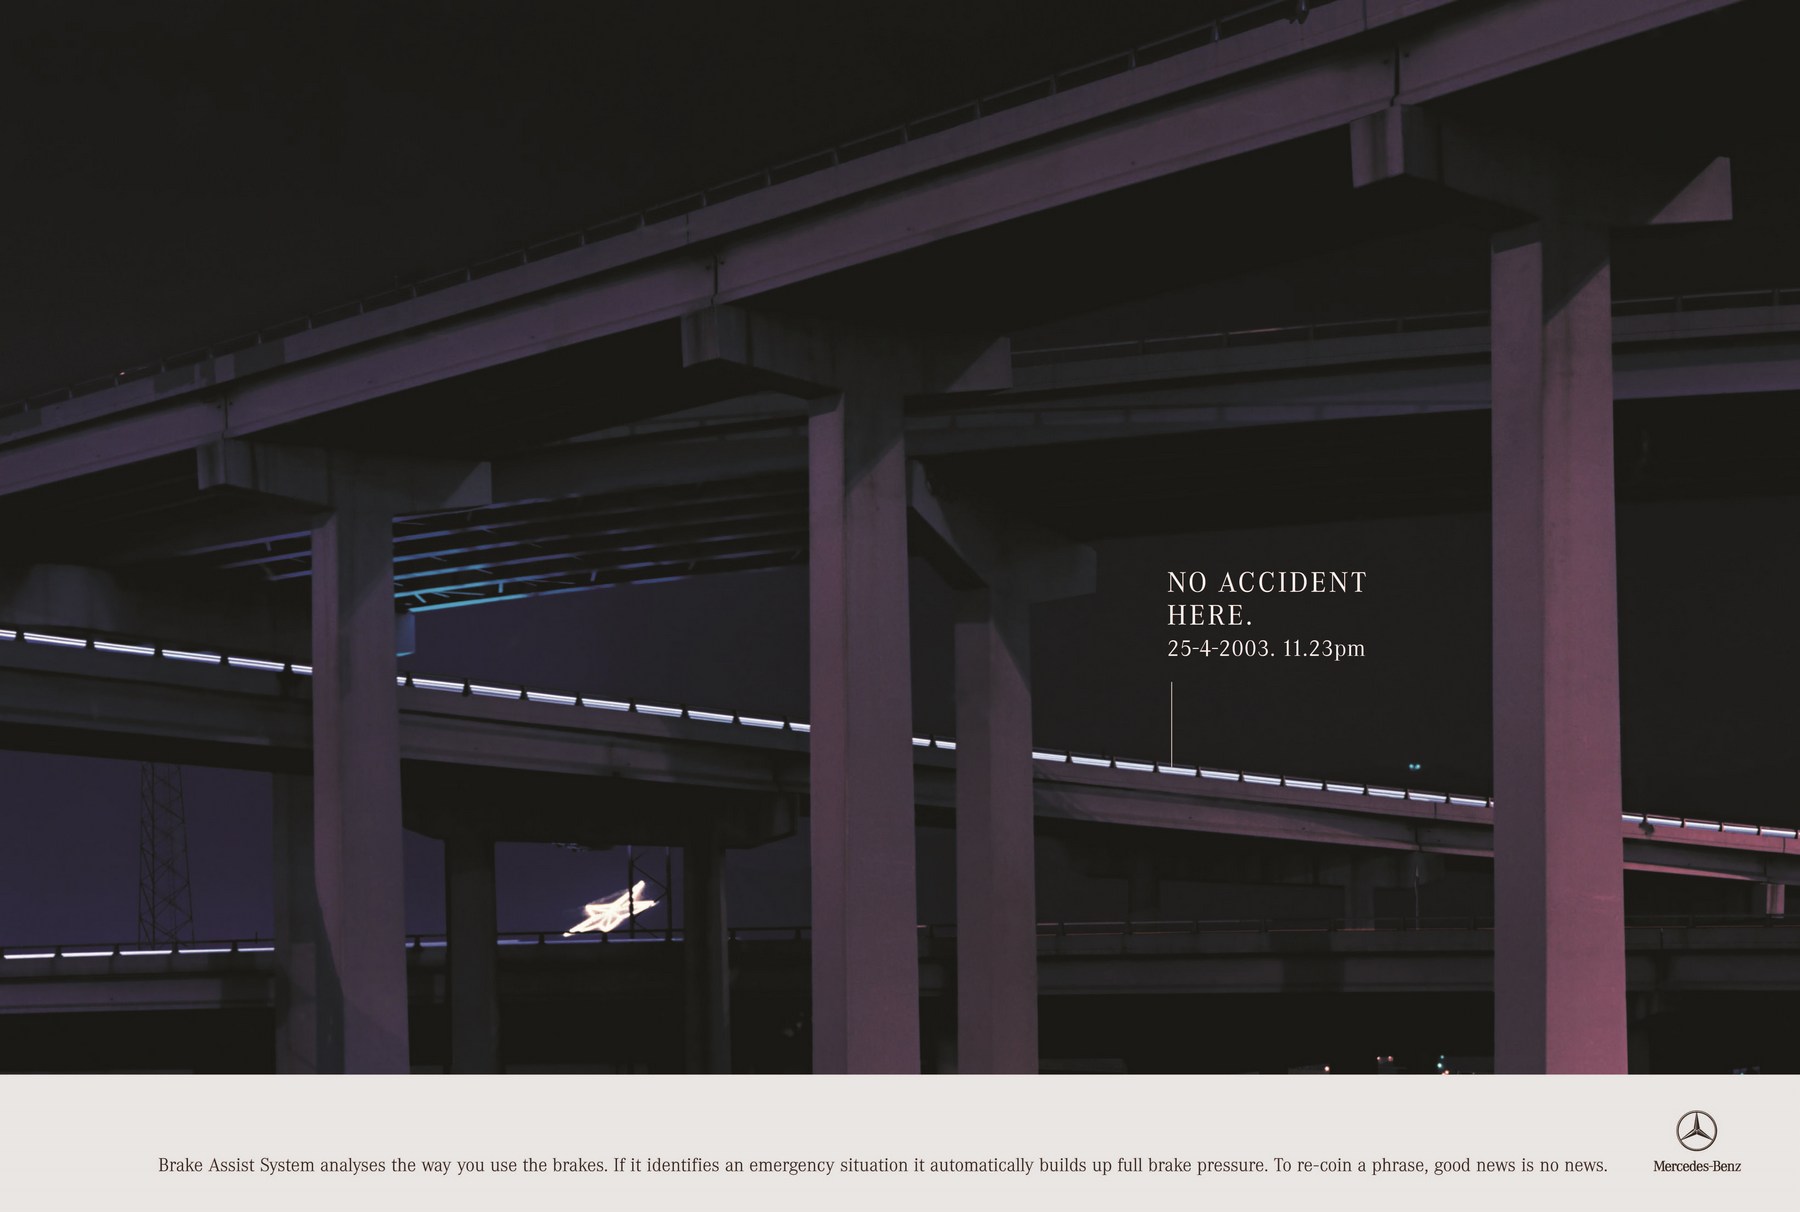 NO ACCIDENT
HERE.
25-4-2003. 11.23pm
Brake Assist System analyses the way you use the brakes. If it identifies an emergency situation it automatically builds up full brake pressure. To re-coin a phrase, good news is no news.
Mercedes-Benz